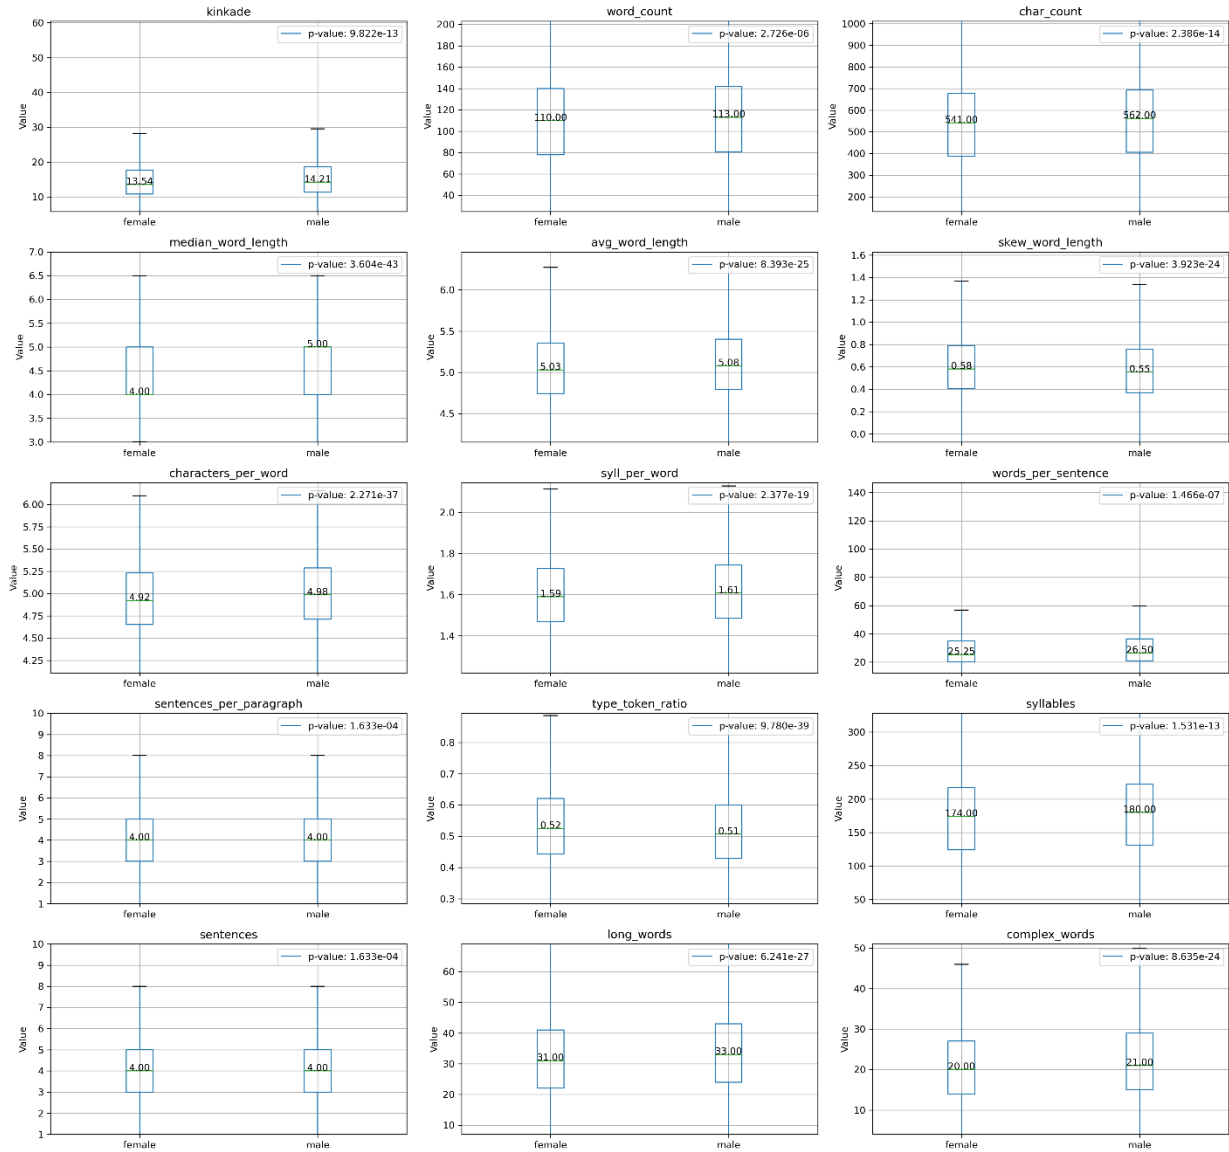 kinkade
60
50
40
30
20
10
Value
p-value: 9.822e-13
13.54
14.21
female
male
word_count
200
180
160
140
120
100
80
60
40
Value
p-value: 2.726e-06
110.00
113.00
female
male
char_count
1000
900
800
700
600
500
400
300
200
Value
p-value: 2.386e-14
541.00
562.00
female
male
median_word_length
7.0
6.5
6.0
5.5
5.0
4.5
4.0
3.5
3.0
Value
p-value: 3.604e-43
4.00
5.00
female
male
avg_word_length
6.0
5.5
5.0
4.5
Value
p-value: 8.393e-25
5.03
5.08
female
male
skew_word_length
1.6
1.4
1.2
1.0
0.8
0.6
0.4
0.2
0.0
Value
p-value: 3.923e-24
0.58
0.55
female
male
characters_per_word
6.00
5.75
5.50
5.25
5.00
4.75
4.50
4.25
Value
p-value: 2.271e-37
4.92
4.98
female
male
syll_per_word
2.0
1.8
1.6
1.4
Value
p-value: 2.377e-19
1.59
1.61
female
male
words_per_sentence
140
120
100
80
60
40
20
Value
p-value: 1.466e-07
25.25
26.50
female
male
sentences_per_paragraph
10
9
8
7
6
5
4
3
2
1
Value
p-value: 1.633e-04
4.00
4.00
female
male
type_token_ratio
0.8
0.7
0.6
0.5
0.4
0.3
Value
p-value: 9.780e-39
0.52
0.51
female
male
syllables
300
250
200
150
100
50
Value
p-value: 1.531e-13
174.00
180.00
female
male
sentences
10
9
8
7
6
5
4
3
2
1
Value
p-value: 1.633e-04
4.00
4.00
female
male
long_words
60
50
40
30
20
10
Value
p-value: 6.241e-27
31.00
33.00
female
male
complex_words
50
40
30
20
10
Value
p-value: 8.635e-24
20.00
21.00
female
male